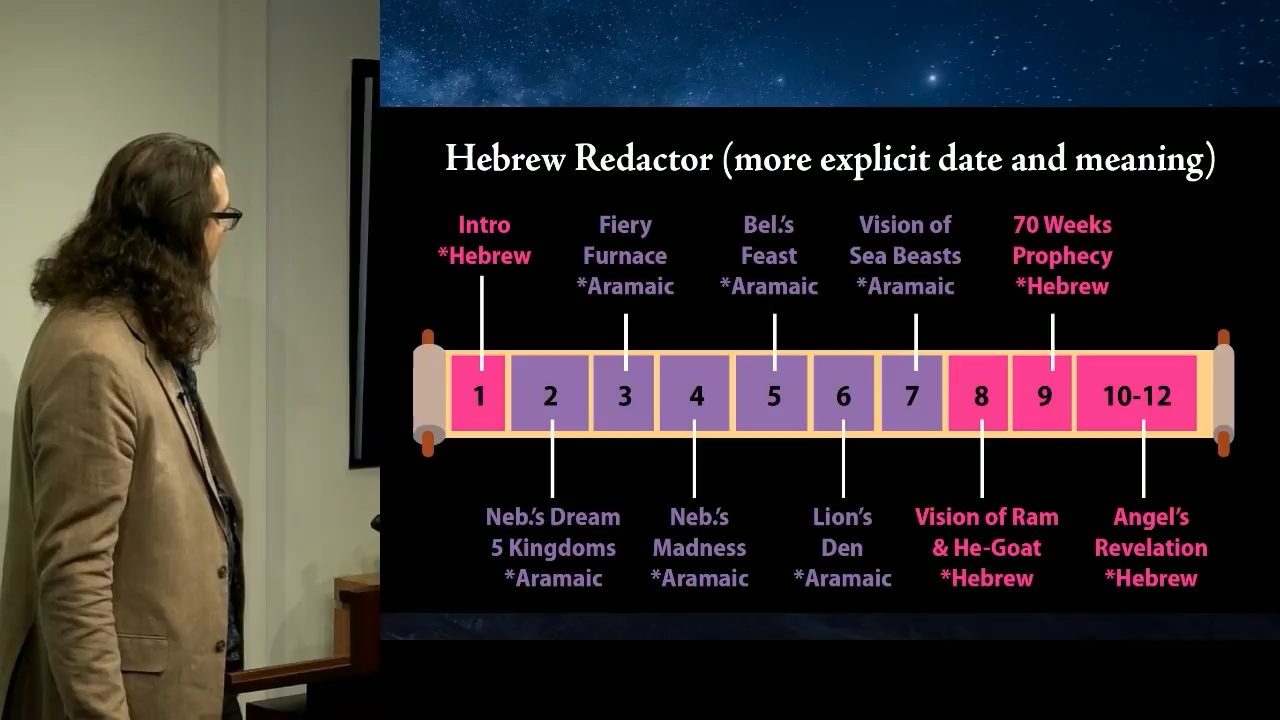 Hebrew Redactor (more explicit date and meaning)
Intro
*Hebrew
Fiery
Furnace
*Aramaic
Bel.'s
Feast
*Aramaic
Vision of
Sea Beasts
*Aramaic
70 Weeks
Prophecy
*Hebrew
1 2 3 4 5 6 7 8 9 10-12
Neb.'s Dream
5 Kingdoms
*Aramaic
Neb.'s
Madness
*Aramaic
Lion's
Den
*Aramaic
Vision of Ram
& He-Goat
*Hebrew
Angel's
Revelation
*Hebrew